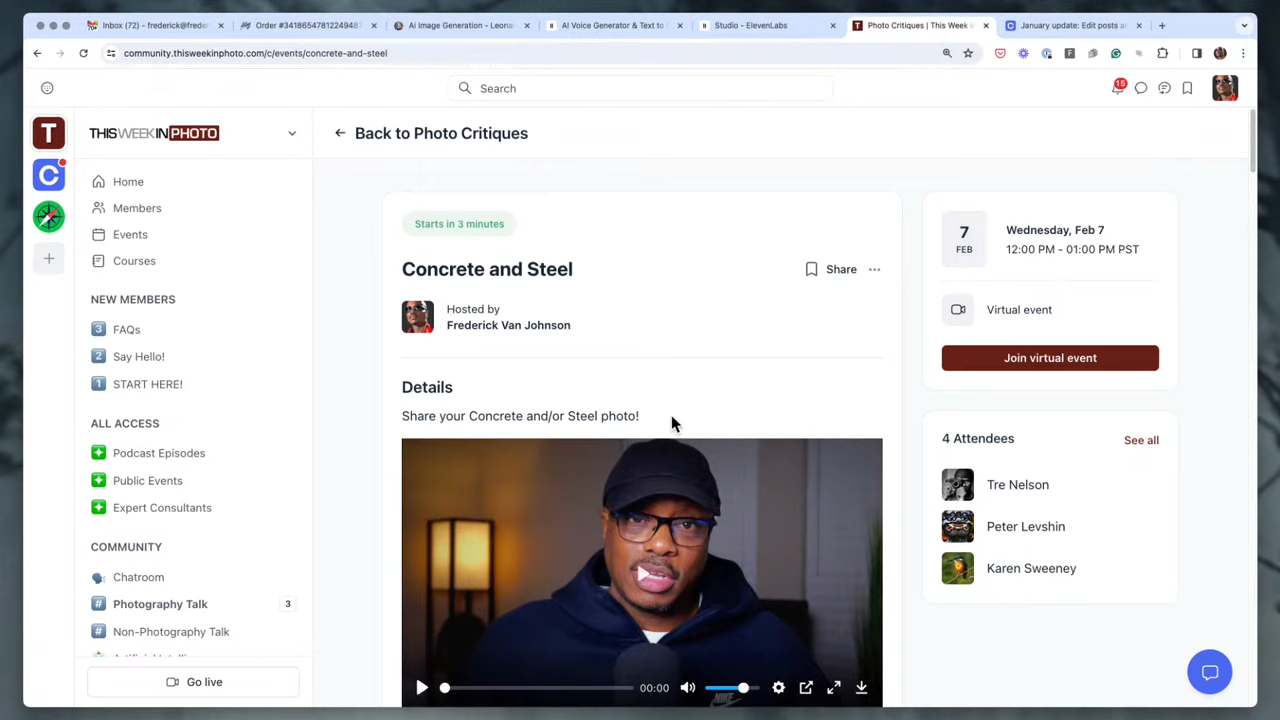 Inbox (72) - frederick@freder
Order #3418654781224948
Ai Image Generation - Leonar
AI Voice Generator & Text to
Studio - ElevenLabs
Photo Critiques | This Week in
January update: Edit posts a
community.thisweekinphoto.com/c/events/concrete-and-steel
Search
15
T
THISWEEKINPHOTO
Back to Photo Critiques
C
Home
Members
Events
Courses
NEW MEMBERS
3 FAQs
2 Say Hello!
1 START HERE!
ALL ACCESS
Podcast Episodes
Public Events
Expert Consultants
COMMUNITY
Chatroom
# Photography Talk 3
# Non-Photography Talk
Go live
Starts in 3 minutes
Concrete and Steel
Share
Hosted by
Frederick Van Johnson
Details
Share your Concrete and/or Steel photo!
NIKE
00:00
7
FEB
Wednesday, Feb 7
12:00 PM - 01:00 PM PST
Virtual event
Join virtual event
4 Attendees
See all
Tre Nelson
Peter Levshin
Karen Sweeney